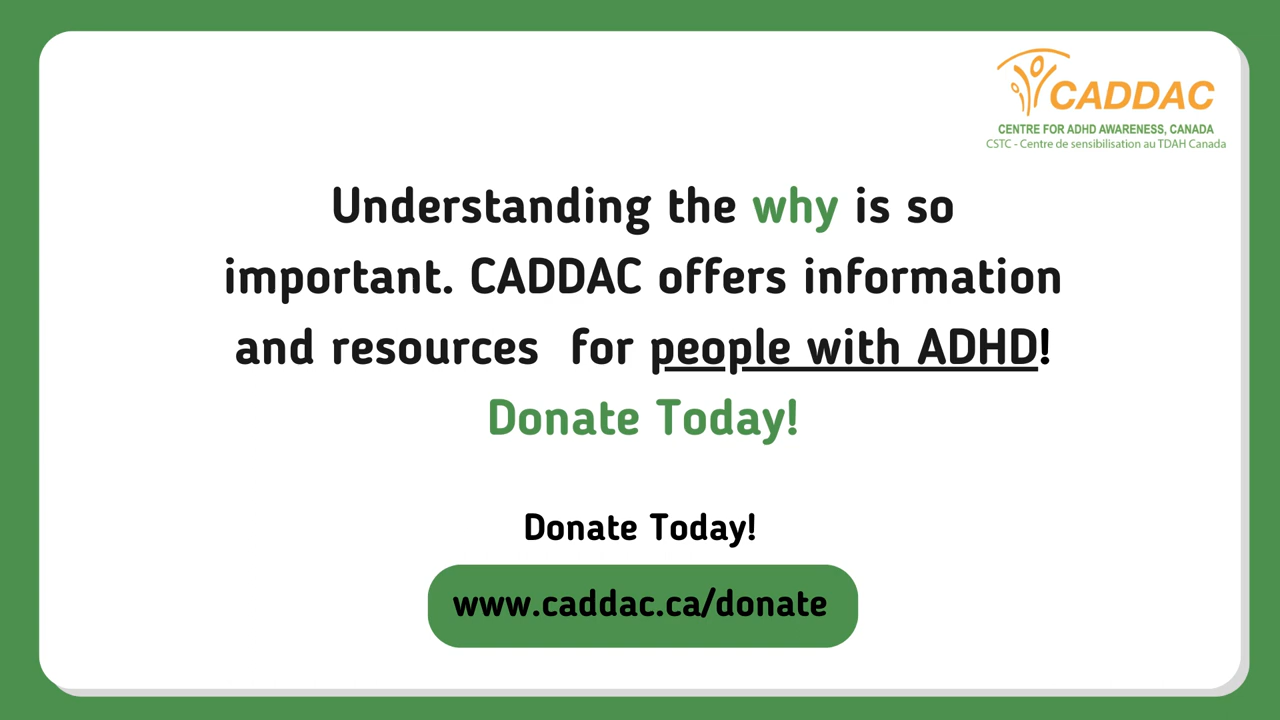 CADDAC
CENTRE FOR ADHD AWARENESS, CANADA
CSTC - Centre de sensibilisation au TDAH Canada
Understanding the why is so
important. CADDAC offers information
and resources  for people with ADHD!
Donate Today!
Donate Today!
www.caddac.ca/donate